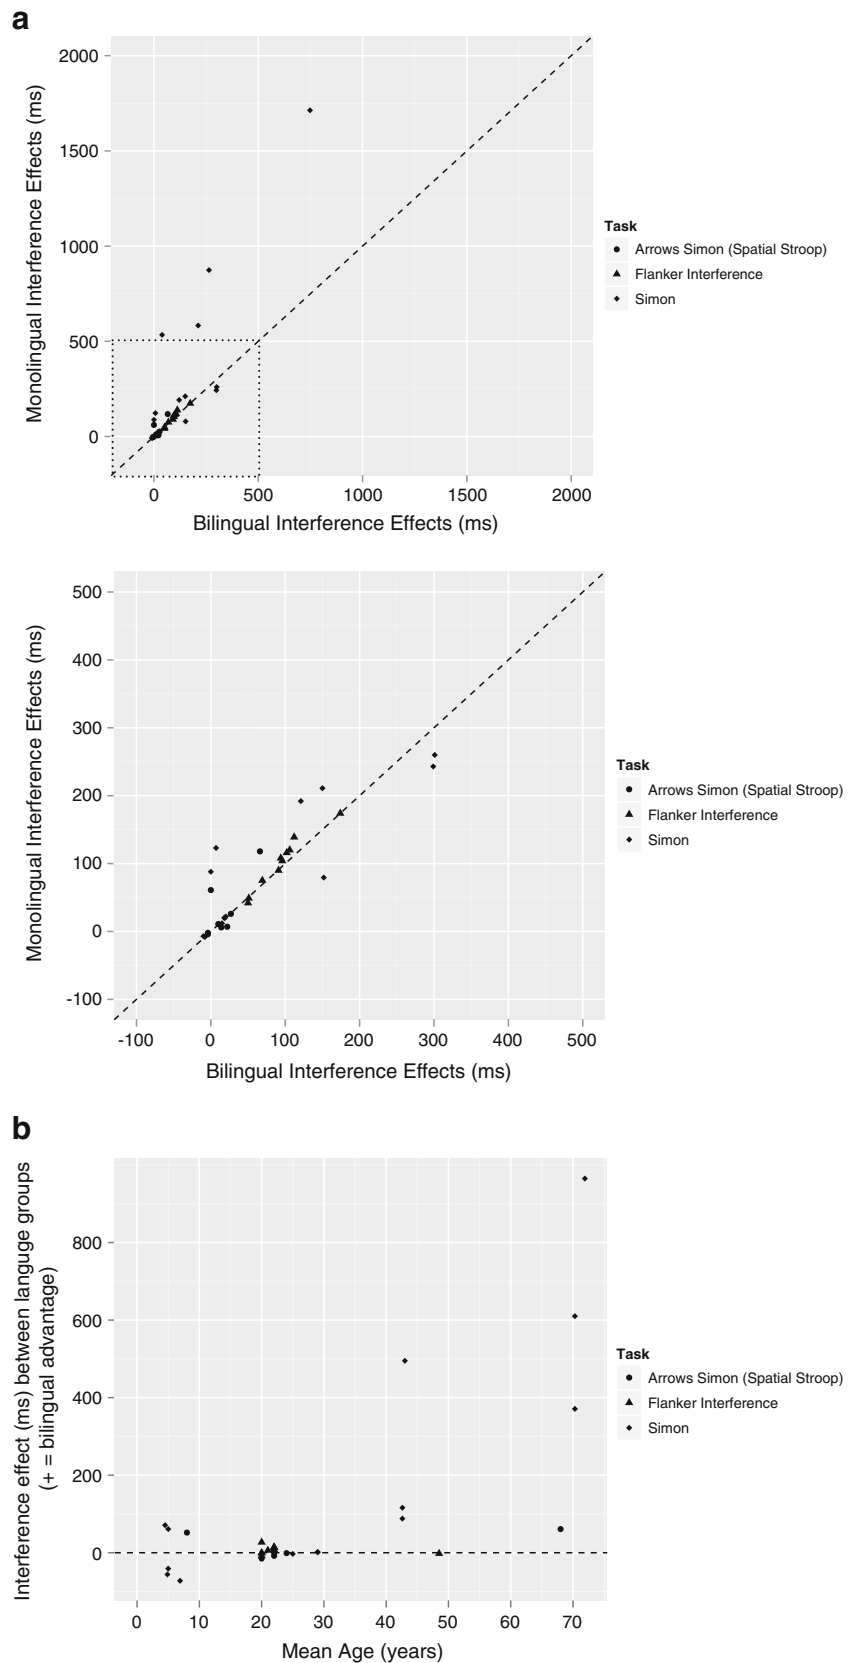 a
Monolingual Interference Effects (ms)
2000
1500
1000
500
0
0 500 1000 1500 2000
Bilingual Interference Effects (ms)
Task
Arrows Simon (Spatial Stroop)
Flanker Interference
Simon
Monolingual Interference Effects (ms)
500
400
300
200
100
0
-100
-100 0 100 200 300 400 500
Bilingual Interference Effects (ms)
Task
Arrows Simon (Spatial Stroop)
Flanker Interference
Simon
b
Interference effect (ms) between languge groups
(+ = bilingual advantage)
800
600
400
200
0
0 10 20 30 40 50 60 70
Mean Age (years)
Task
Arrows Simon (Spatial Stroop)
Flanker Interference
Simon